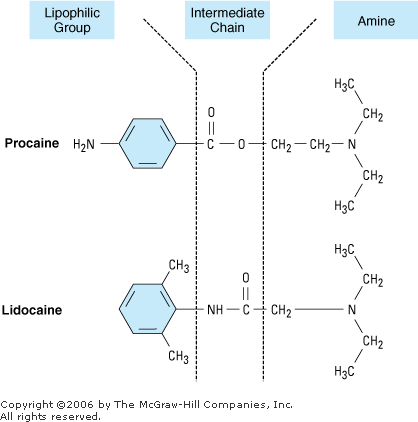 Lipophilic
Group
Intermediate
Chain
Amine
Procaine
H₂N
C
O
O
CH₂
CH₂
N
H₃C
CH₂
CH₂
H₃C
Lidocaine
CH₃
CH₃
NH
C
O
CH₂
N
H₃C
CH₂
CH₂
H₃C
Copyright ©2006 by The McGraw-Hill Companies, Inc.
All rights reserved.